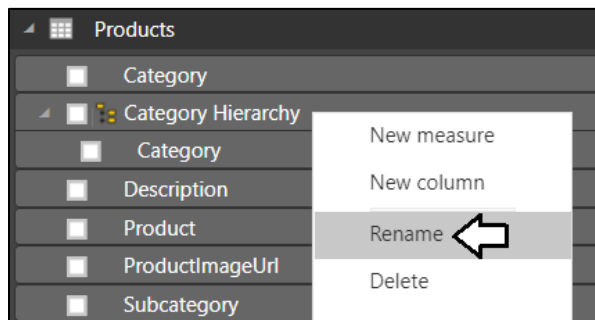 Products
Category
Category Hierarchy
Category
Description
Product
ProductImageUrl
Subcategory
New measure
New column
Rename
Delete